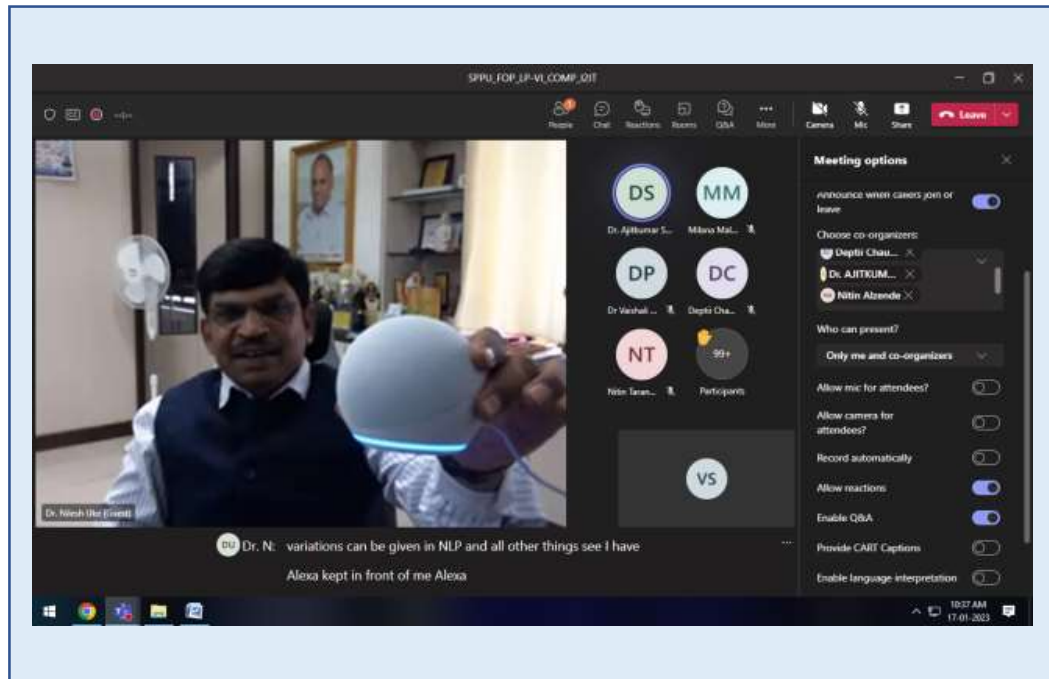 SPPU_FOP_LP-VI_COMP_I2IT
People Chat Reactions Rooms Q&A More Camera Mic Share Leave
Meeting options
Announce when callers join or leave
Choose co-organizers:
Deptii Chau...
Dr. AJITKUM...
Nitin Alzende
Who can present?
Only me and co-organizers
Allow mic for attendees?
Allow camera for attendees?
Record automatically
Allow reactions
Enable Q&A
Provide CART Captions
Enable language interpretation
DS MM
Dr. Ajitkumar S... Milana Mal...
DP DC
Dr Vaishali ... Deptii Cha...
NT 99+
Nitin Taran... Participants
VS
Dr. Nilesh Uke (Guest)
DU Dr. N: variations can be given in NLP and all other things see I have
Alexa kept in front of me Alexa
10:37 AM
17-01-2023